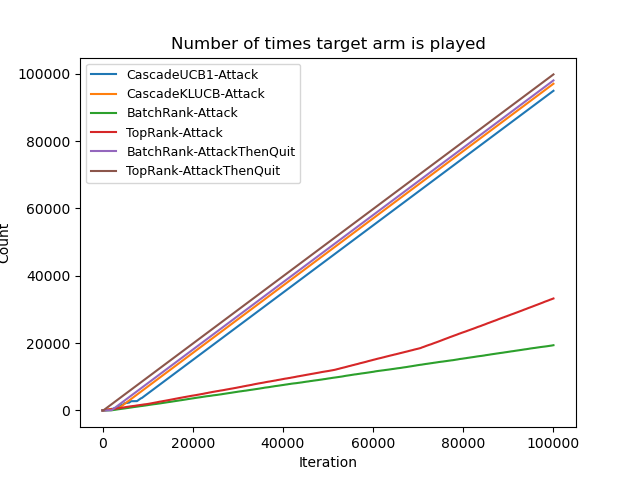 Number of times target arm is played
100000
80000
60000
40000
20000
0
Count
CascadeUCB1-Attack
CascadeKLUCB-Attack
BatchRank-Attack
TopRank-Attack
BatchRank-AttackThenQuit
TopRank-AttackThenQuit
0 20000 40000 60000 80000 100000
Iteration